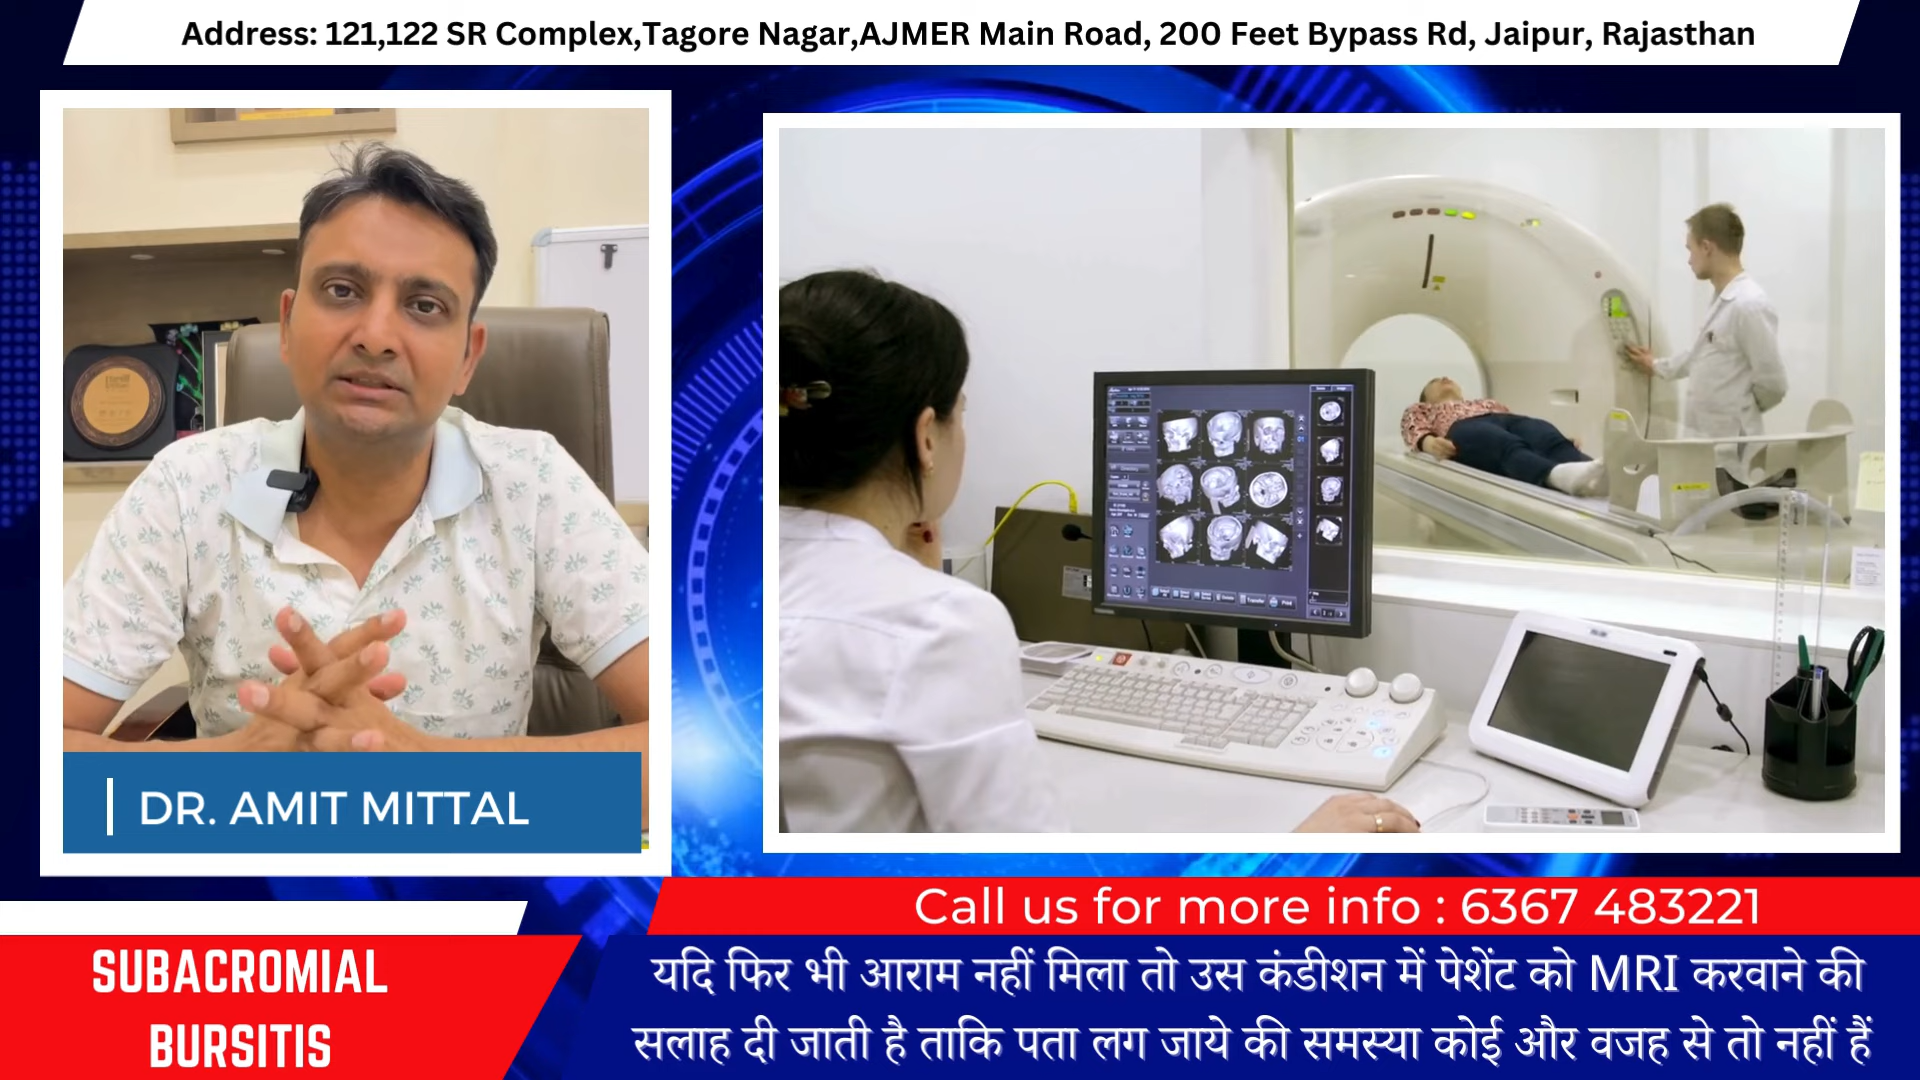 Address: 121,122 SR Complex,Tagore Nagar,AJMER Main Road, 200 Feet Bypass Rd, Jaipur, Rajasthan
DR. AMIT MITTAL
Call us for more info : 6367 483221
SUBACROMIAL
BURSITIS
यदि फिर भी आराम नहीं मिला तो उस कंडीशन में पेशेंट को MRI करवाने की
सलाह दी जाती है ताकि पता लग जाये की समस्या कोई और वजह से तो नहीं हैं